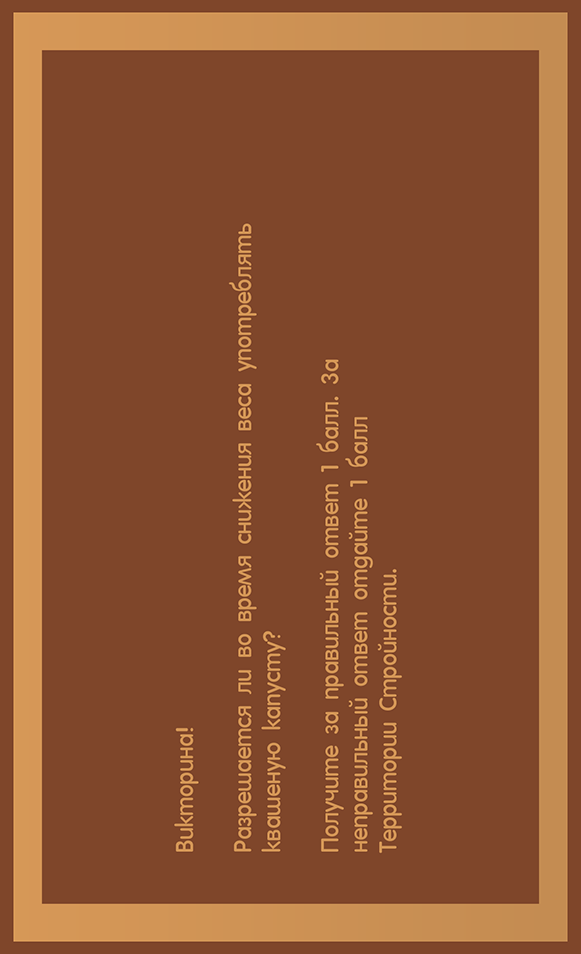 Викторина!
Разрешается ли во время снижения веса употреблять
квашеную капусту?
Получите за правильный ответ 1 балл. За
неправильный ответ отдайте 1 балл
Территории Стройности.